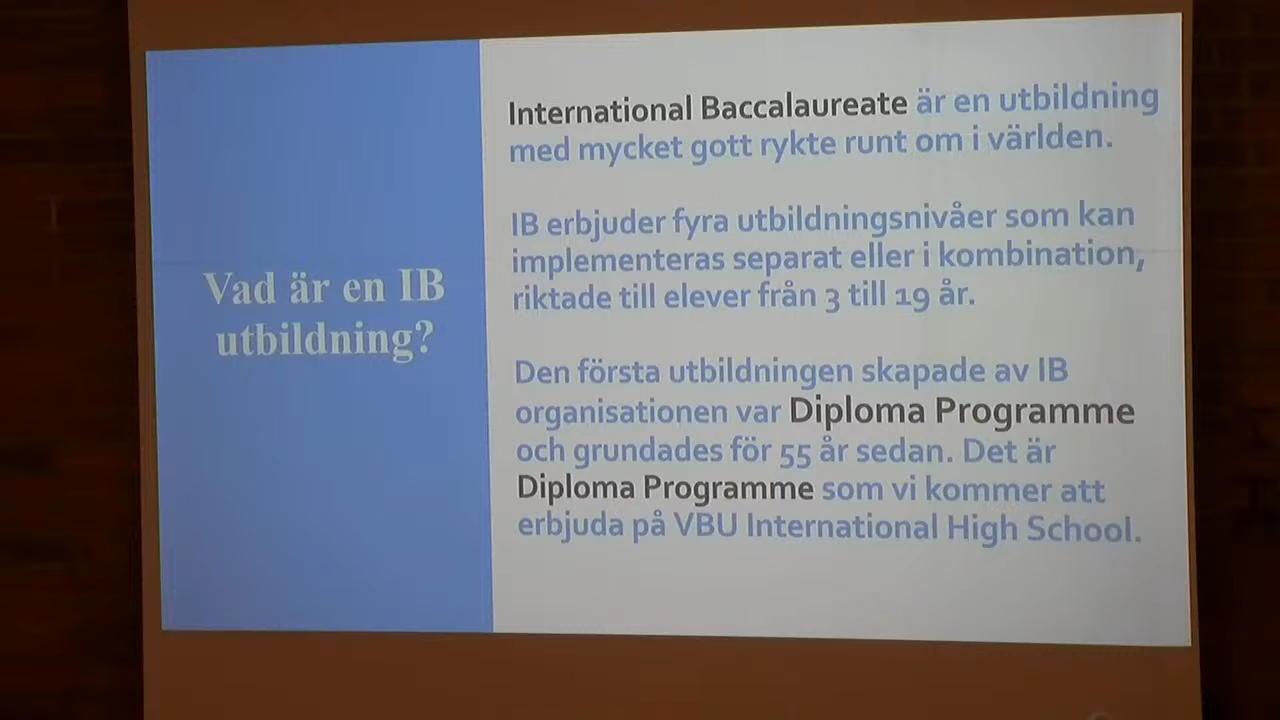 Vad är en IB
utbildning?
International Baccalaureate är en utbildning
med mycket gott rykte runt om i världen.
IB erbjuder fyra utbildningsnivåer som kan
implementeras separat eller i kombination,
riktade till elever från 3 till 19 år.
Den första utbildningen skapade av IB
organisationen var Diploma Programme
och grundades för 55 år sedan. Det är
Diploma Programme som vi kommer att
erbjuda på VBU International High School.